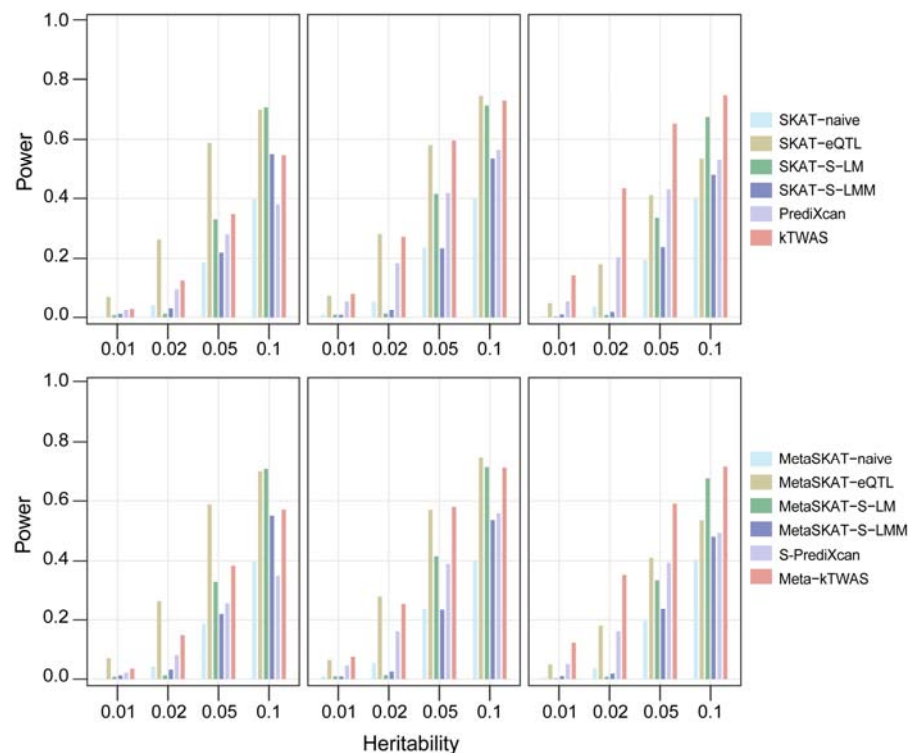 1.0
0.8
0.6
0.4
0.2
0.0
Power
0.01 0.02 0.05 0.1
0.01 0.02 0.05 0.1
0.01 0.02 0.05 0.1
SKAT-naive
SKAT-eQTL
SKAT-S-LM
SKAT-S-LMM
PrediXcan
kTWAS
1.0
0.8
0.6
0.4
0.2
0.0
Power
0.01 0.02 0.05 0.1
0.01 0.02 0.05 0.1
0.01 0.02 0.05 0.1
Heritability
MetaSKAT-naive
MetaSKAT-eQTL
MetaSKAT-S-LM
MetaSKAT-S-LMM
S-PrediXcan
Meta-kTWAS